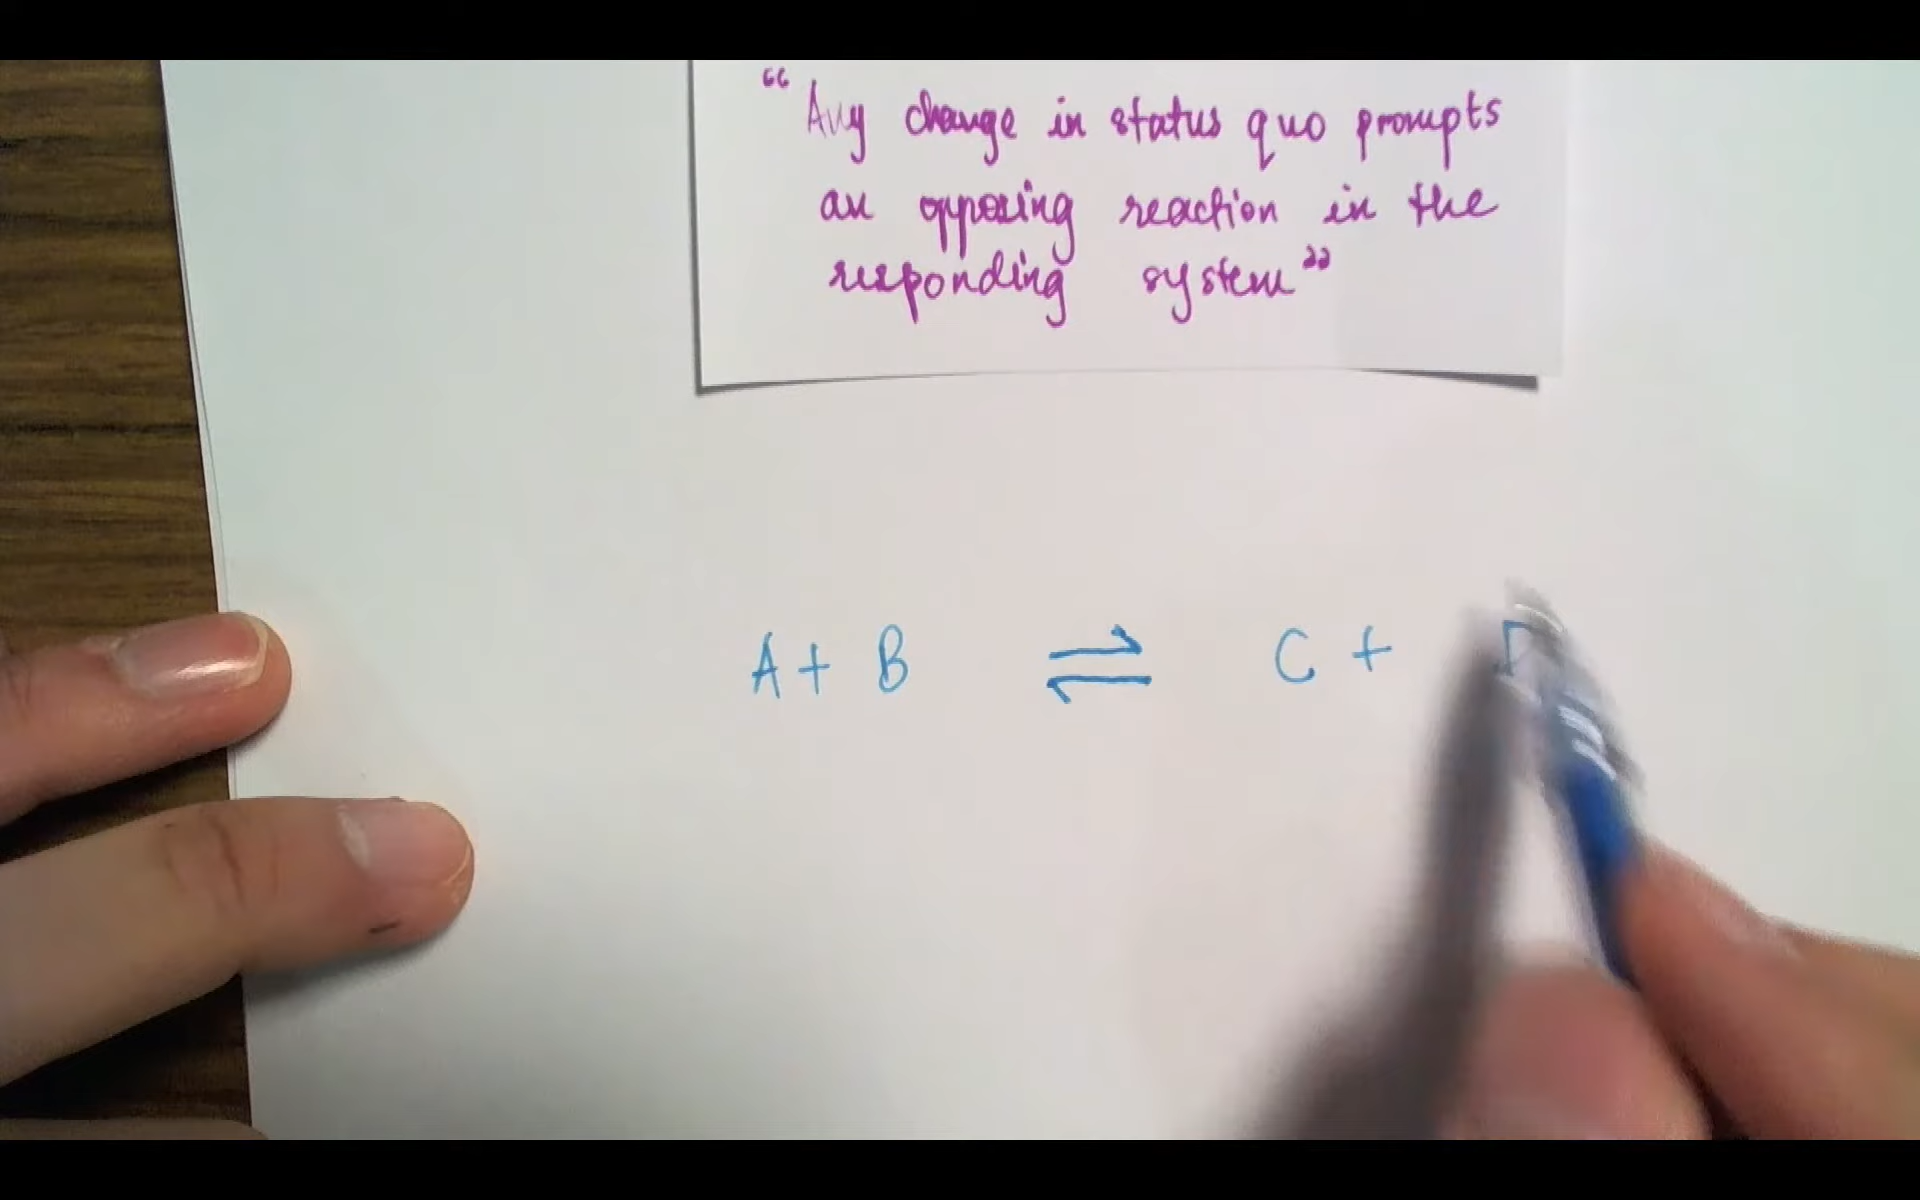 “Any change in status quo prompts
an opposing reaction in the
responding system”
A + B ⇌ C +